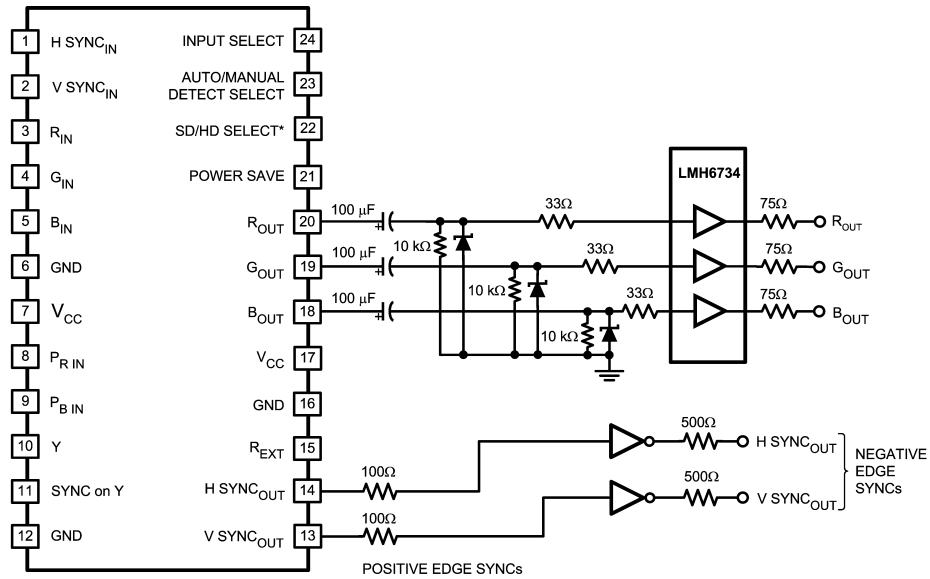 1 H SYNCIN
2 V SYNCIN
3 RIN
4 GIN
5 BIN
6 GND
7 VCC
8 PR IN
9 PB IN
10 Y
11 SYNC on Y
12 GND
INPUT SELECT 24
AUTO/MANUAL
DETECT SELECT 23
SD/HD SELECT* 22
POWER SAVE 21
ROUT 20
GOUT 19
BOUT 18
VCC 17
GND 16
REXT 15
H SYNCOUT 14
V SYNCOUT 13
100 µF
+
10 kΩ
33Ω
100 µF
+
10 kΩ
33Ω
100 µF
+
10 kΩ
33Ω
LMH6734
75Ω
ROUT
75Ω
GOUT
75Ω
BOUT
100Ω
500Ω
H SYNCOUT
100Ω
500Ω
V SYNCOUT
NEGATIVE
EDGE
SYNCs
POSITIVE EDGE SYNCs